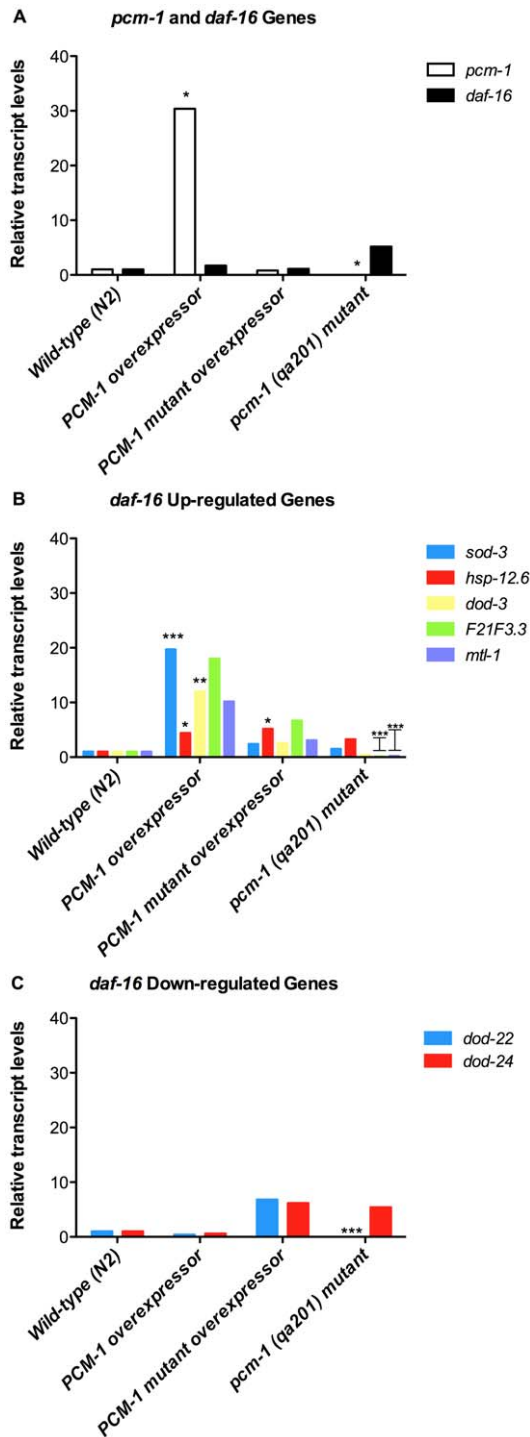 A
pcm-1 and daf-16 Genes
Relative transcript levels
40
30
20
10
0
*
*
pcm-1
daf-16
Wild-type (N2)
PCM-1 overexpressor
PCM-1 mutant overexpressor
pcm-1 (qa201) mutant
B
daf-16 Up-regulated Genes
Relative transcript levels
40
30
20
10
0
***
*
**
*
***
***
sod-3
hsp-12.6
dod-3
F21F3.3
mtl-1
Wild-type (N2)
PCM-1 overexpressor
PCM-1 mutant overexpressor
pcm-1 (qa201) mutant
C
daf-16 Down-regulated Genes
Relative transcript levels
40
30
20
10
0
***
dod-22
dod-24
Wild-type (N2)
PCM-1 overexpressor
PCM-1 mutant overexpressor
pcm-1 (qa201) mutant